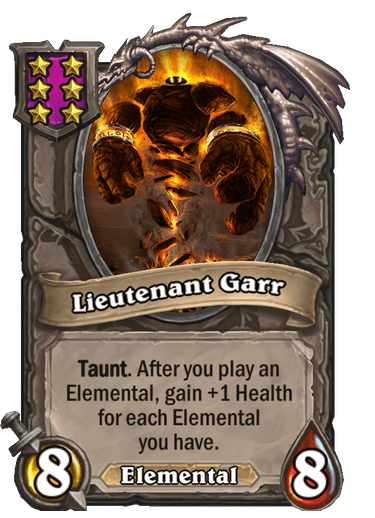 Lieutenant Garr
Taunt. After you play an
Elemental, gain +1 Health
for each Elemental
you have.
8
Elemental
8